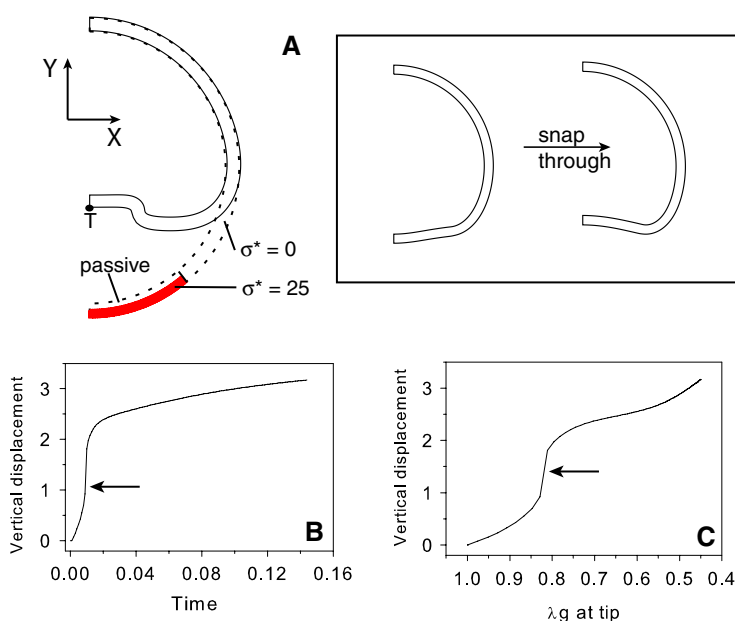 A
Y
X
T
passive
σ* = 0
σ* = 25
snap
through
Vertical displacement
3
2
1
0
0.00 0.04 0.08 0.12 0.16
Time
B
Vertical displacement
3
2
1
0
1.0 0.9 0.8 0.7 0.6 0.5 0.4
λg at tip
C